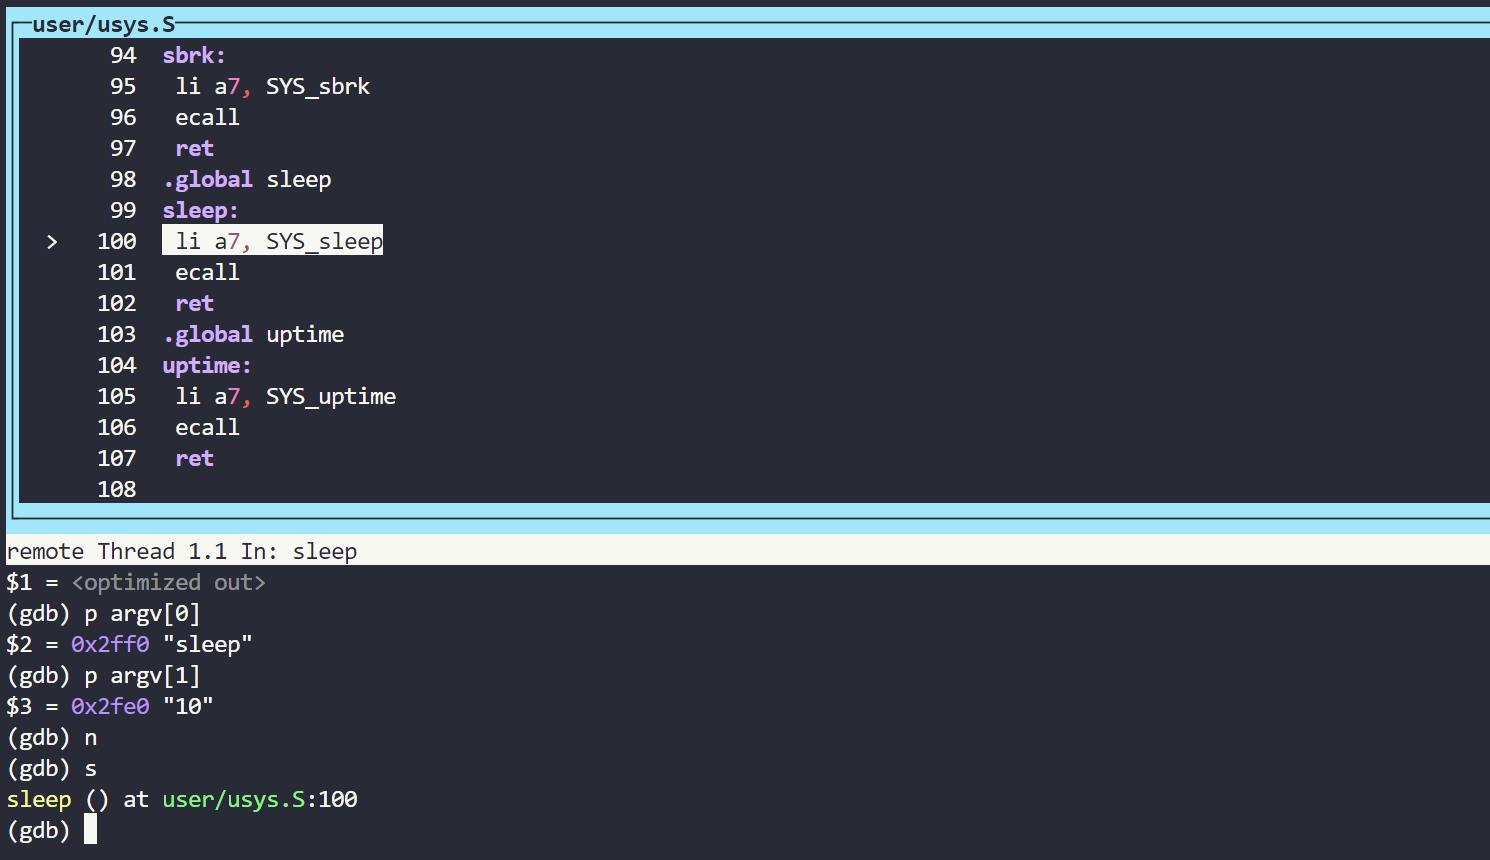 user/usys.S
94 sbrk:
95 li a7, SYS_sbrk
96 ecall
97 ret
98 .global sleep
99 sleep:
> 100 li a7, SYS_sleep
101 ecall
102 ret
103 .global uptime
104 uptime:
105 li a7, SYS_uptime
106 ecall
107 ret
108
remote Thread 1.1 In: sleep
$1 = <optimized out>
(gdb) p argv[0]
$2 = 0x2ff0 "sleep"
(gdb) p argv[1]
$3 = 0x2fe0 "10"
(gdb) n
(gdb) s
sleep () at user/usys.S:100
(gdb)